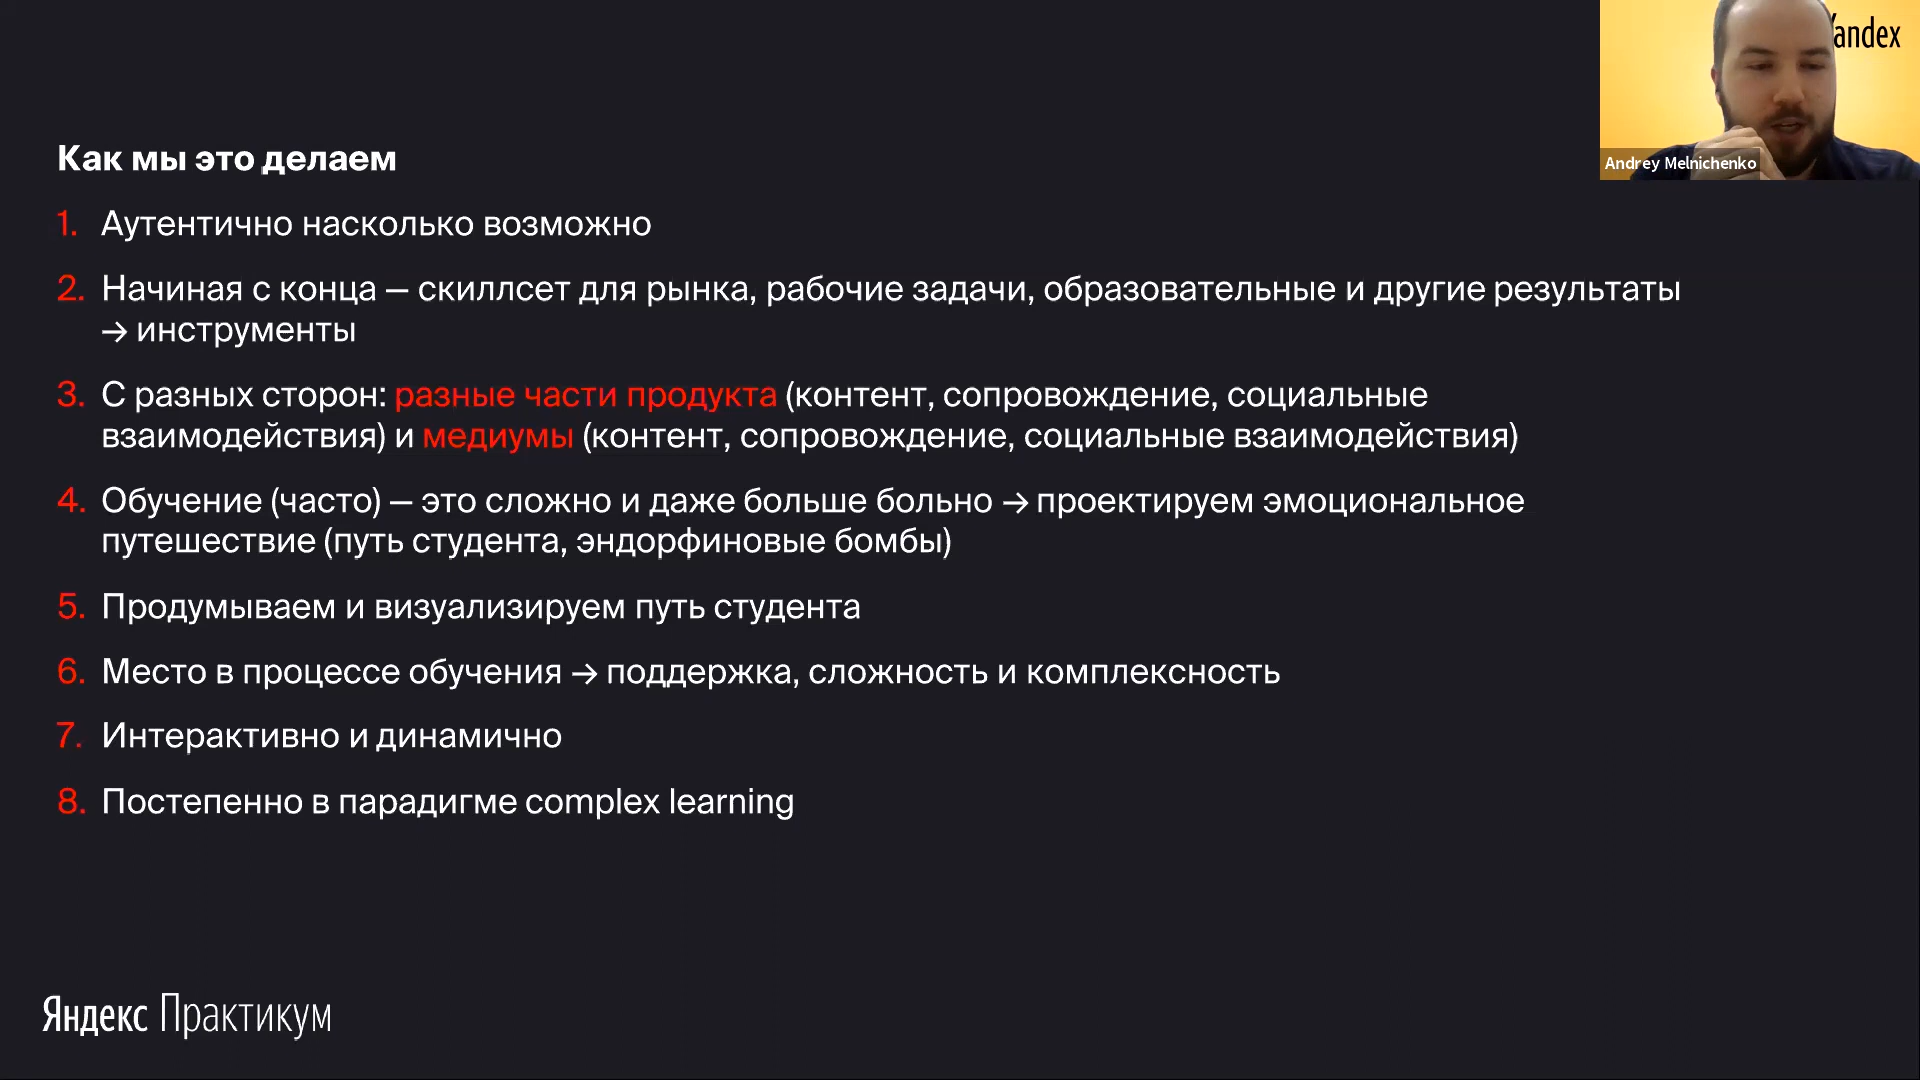 Yandex
Andrey Melnichenko
Как мы это делаем
1. Аутентично насколько возможно
2. Начиная с конца — скиллсет для рынка, рабочие задачи, образовательные и другие результаты
→ инструменты
3. С разных сторон: разные части продукта (контент, сопровождение, социальные
взаимодействия) и медиумы (контент, сопровождение, социальные взаимодействия)
4. Обучение (часто) — это сложно и даже больше больно → проектируем эмоциональное
путешествие (путь студента, эндорфиновые бомбы)
5. Продумываем и визуализируем путь студента
6. Место в процессе обучения → поддержка, сложность и комплексность
7. Интерактивно и динамично
8. Постепенно в парадигме complex learning
Яндекс Практикум